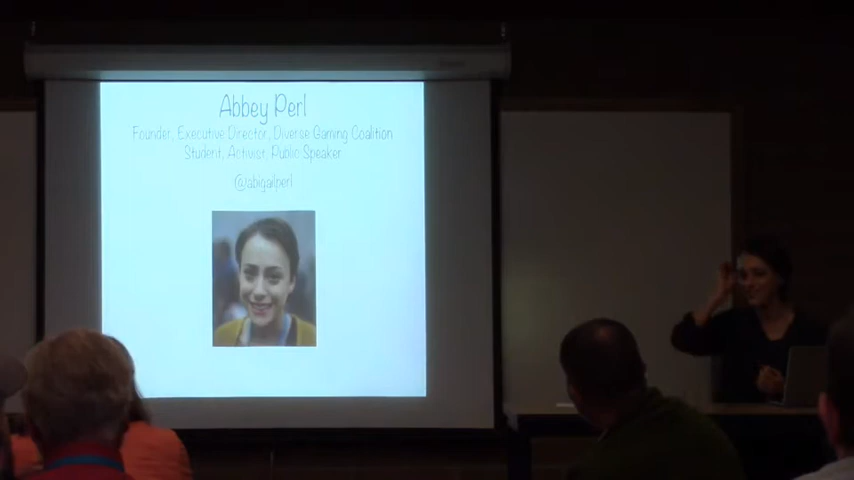 Abbey Perl
Founder, Executive Director, Diverse Gaming Coalition
Student, Activist, Public Speaker
@abigailperl